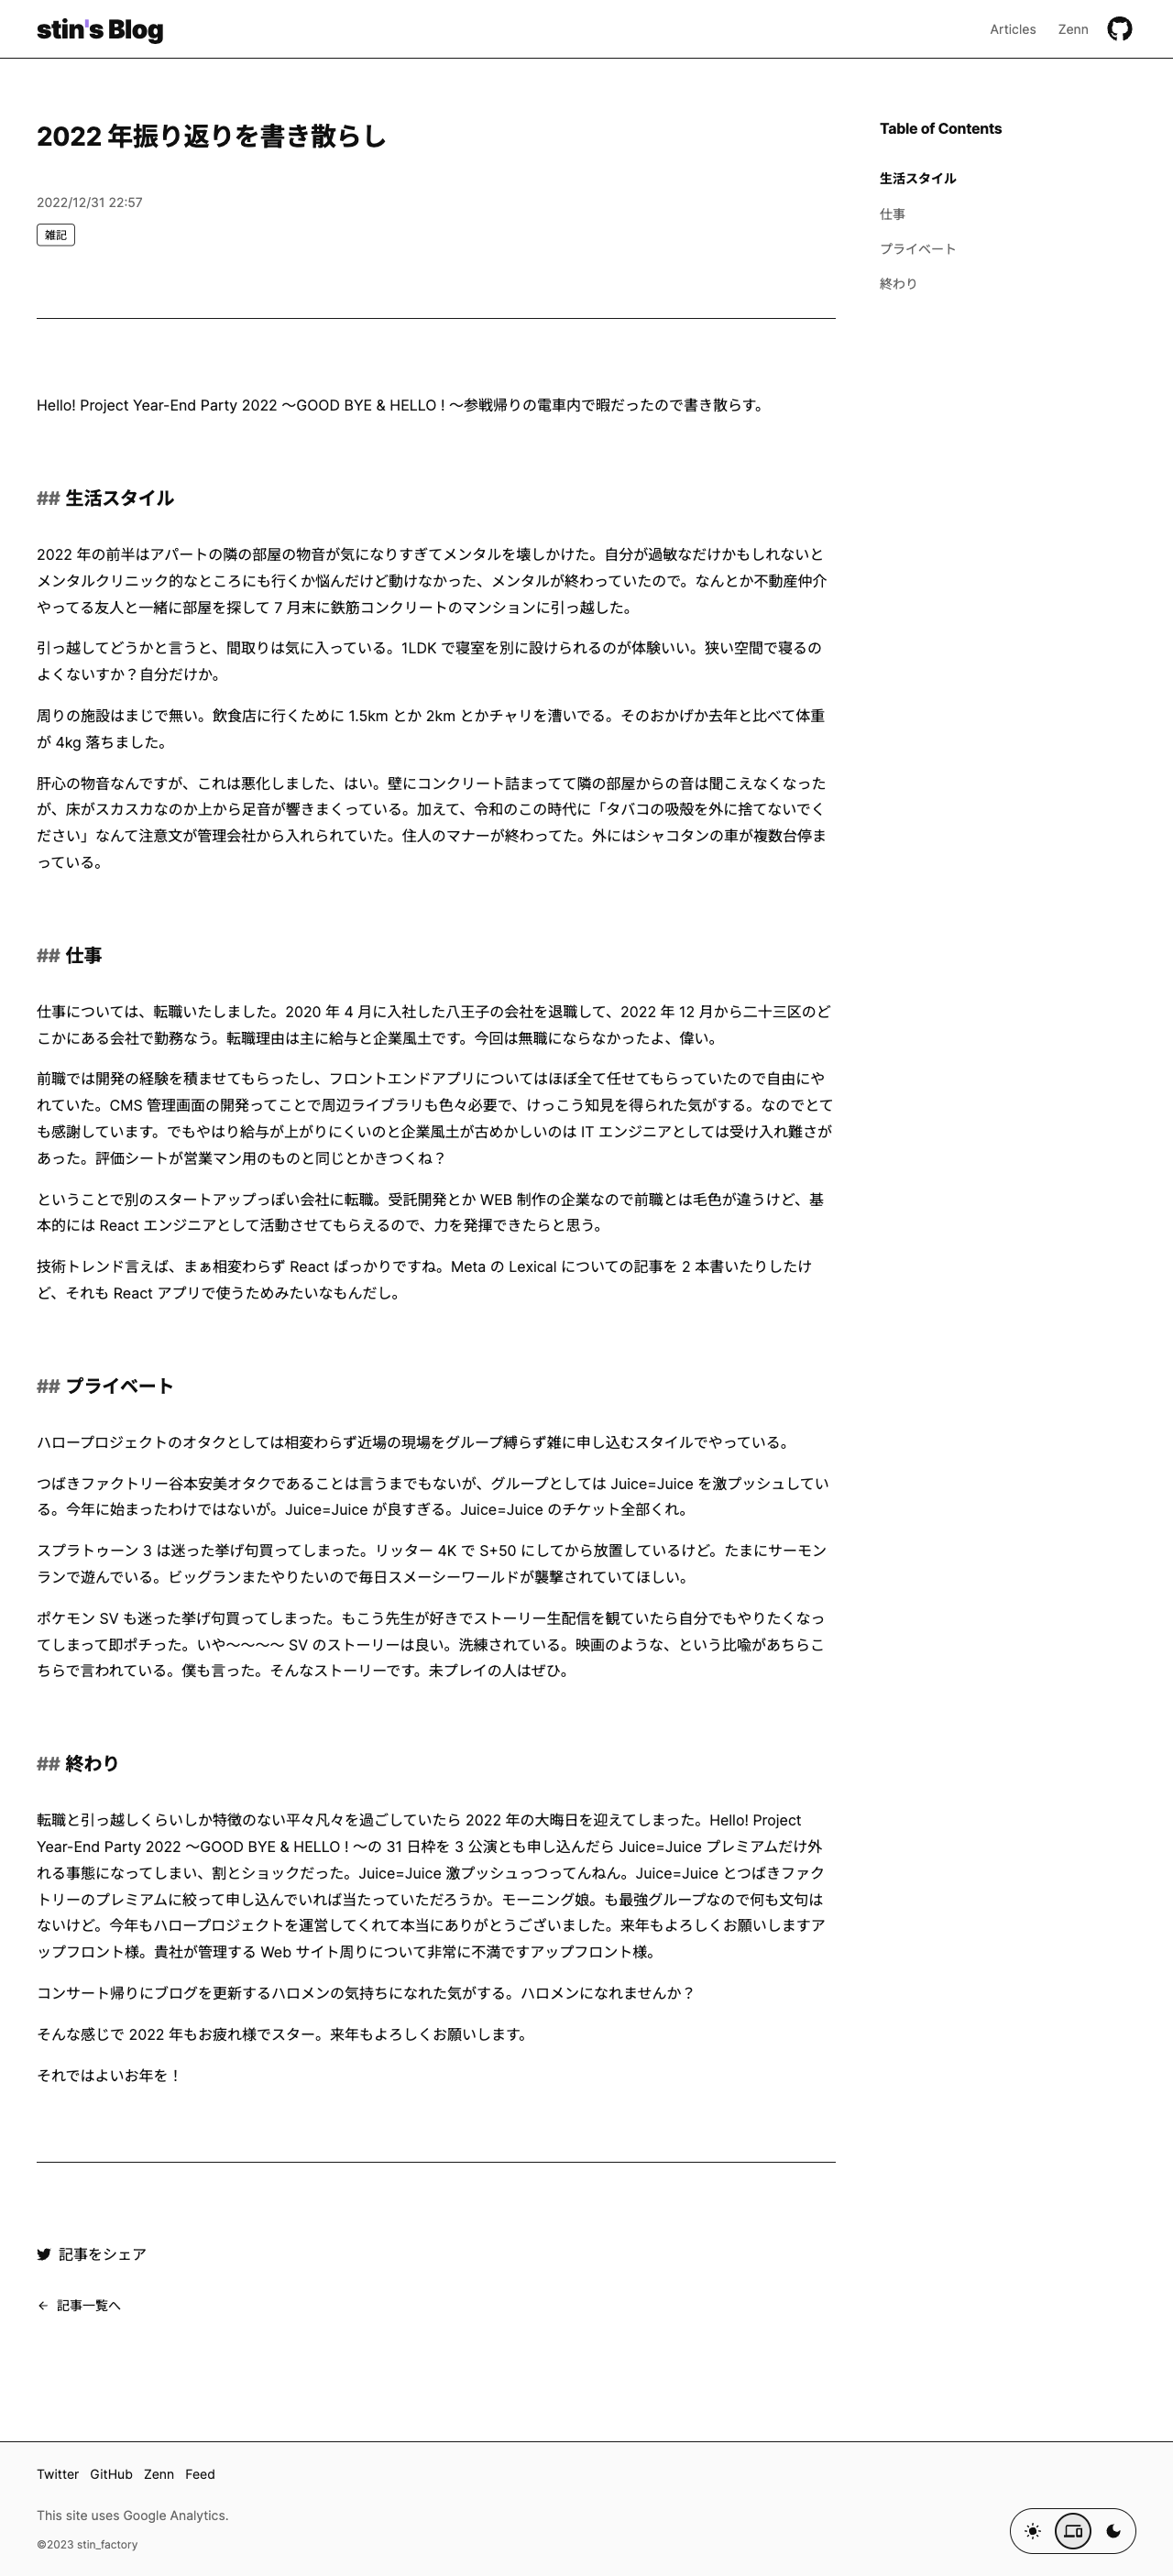 stin's Blog
Articles
Zenn
2022 年振り返りを書き散らし
2022/12/31 22:57
雑記
Table of Contents
生活スタイル
仕事
プライベート
終わり
Hello! Project Year-End Party 2022 〜GOOD BYE & HELLO ! 〜参戦帰りの電車内で暇だったので書き散らす。
## 生活スタイル
2022 年の前半はアパートの隣の部屋の物音が気になりすぎてメンタルを壊しかけた。自分が過敏なだけかもしれないと
メンタルクリニック的なところにも行くか悩んだけど動けなかった、メンタルが終わっていたので。なんとか不動産仲介
やってる友人と一緒に部屋を探して 7 月末に鉄筋コンクリートのマンションに引っ越した。
引っ越してどうかと言うと、間取りは気に入っている。1LDK で寝室を別に設けられるのが体験いい。狭い空間で寝るの
よくないすか？自分だけか。
周りの施設はまじで無い。飲食店に行くために 1.5km とか 2km とかチャリを漕いでる。そのおかげか去年と比べて体重
が 4kg 落ちました。
肝心の物音なんですが、これは悪化しました、はい。壁にコンクリート詰まってて隣の部屋からの音は聞こえなくなった
が、床がスカスカなのか上から足音が響きまくっている。加えて、令和のこの時代に「タバコの吸殻を外に捨てないでく
ださい」なんて注意文が管理会社から入れられていた。住人のマナーが終わってた。外にはシャコタンの車が複数台停ま
っている。
## 仕事
仕事については、転職いたしました。2020 年 4 月に入社した八王子の会社を退職して、2022 年 12 月から二十三区のど
こかにある会社で勤務なう。転職理由は主に給与と企業風土です。今回は無職にならなかったよ、偉い。
前職では開発の経験を積ませてもらったし、フロントエンドアプリについてはほぼ全て任せてもらっていたので自由にや
れていた。CMS 管理画面の開発ってことで周辺ライブラリも色々必要で、けっこう知見を得られた気がする。なのでとて
も感謝しています。でもやはり給与が上がりにくいのと企業風土が古めかしいのは IT エンジニアとしては受け入れ難さが
あった。評価シートが営業マン用のものと同じとかきつくね？
ということで別のスタートアップっぽい会社に転職。受託開発とか WEB 制作の企業なので前職とは毛色が違うけど、基
本的には React エンジニアとして活動させてもらえるので、力を発揮できたらと思う。
技術トレンド言えば、まぁ相変わらず React ばっかりですね。Meta の Lexical についての記事を 2 本書いたりしたけ
ど、それも React アプリで使うためみたいなもんだし。
## プライベート
ハロープロジェクトのオタクとしては相変わらず近場の現場をグループ縛らず雑に申し込むスタイルでやっている。
つばきファクトリー谷本安美オタクであることは言うまでもないが、グループとしては Juice=Juice を激プッシュしてい
る。今年に始まったわけではないが。Juice=Juice が良すぎる。Juice=Juice のチケット全部くれ。
スプラトゥーン 3 は迷った挙げ句買ってしまった。リッター 4K で S+50 にしてから放置しているけど。たまにサーモン
ランで遊んでいる。ビッグランまたやりたいので毎日スメーシーワールドが襲撃されていてほしい。
ポケモン SV も迷った挙げ句買ってしまった。もこう先生が好きでストーリー生配信を観ていたら自分でもやりたくなっ
てしまって即ポチった。いや〜〜〜〜 SV のストーリーは良い。洗練されている。映画のような、という比喩があちらこ
ちらで言われている。僕も言った。そんなストーリーです。未プレイの人はぜひ。
## 終わり
転職と引っ越しくらいしか特徴のない平々凡々を過ごしていたら 2022 年の大晦日を迎えてしまった。Hello! Project
Year-End Party 2022 〜GOOD BYE & HELLO ! 〜の 31 日枠を 3 公演とも申し込んだら Juice=Juice プレミアムだけ外
れる事態になってしまい、割とショックだった。Juice=Juice 激プッシュっつってんねん。Juice=Juice とつばきファク
トリーのプレミアムに絞って申し込んでいれば当たっていただろうか。モーニング娘。も最強グループなので何も文句は
ないけど。今年もハロープロジェクトを運営してくれて本当にありがとうございました。来年もよろしくお願いしますア
ップフロント様。貴社が管理する Web サイト周りについて非常に不満ですアップフロント様。
コンサート帰りにブログを更新するハロメンの気持ちになれた気がする。ハロメンになれませんか？
そんな感じで 2022 年もお疲れ様でスター。来年もよろしくお願いします。
それではよいお年を！
記事をシェア
記事一覧へ
Twitter GitHub Zenn Feed
This site uses Google Analytics.
©2023 stin_factory